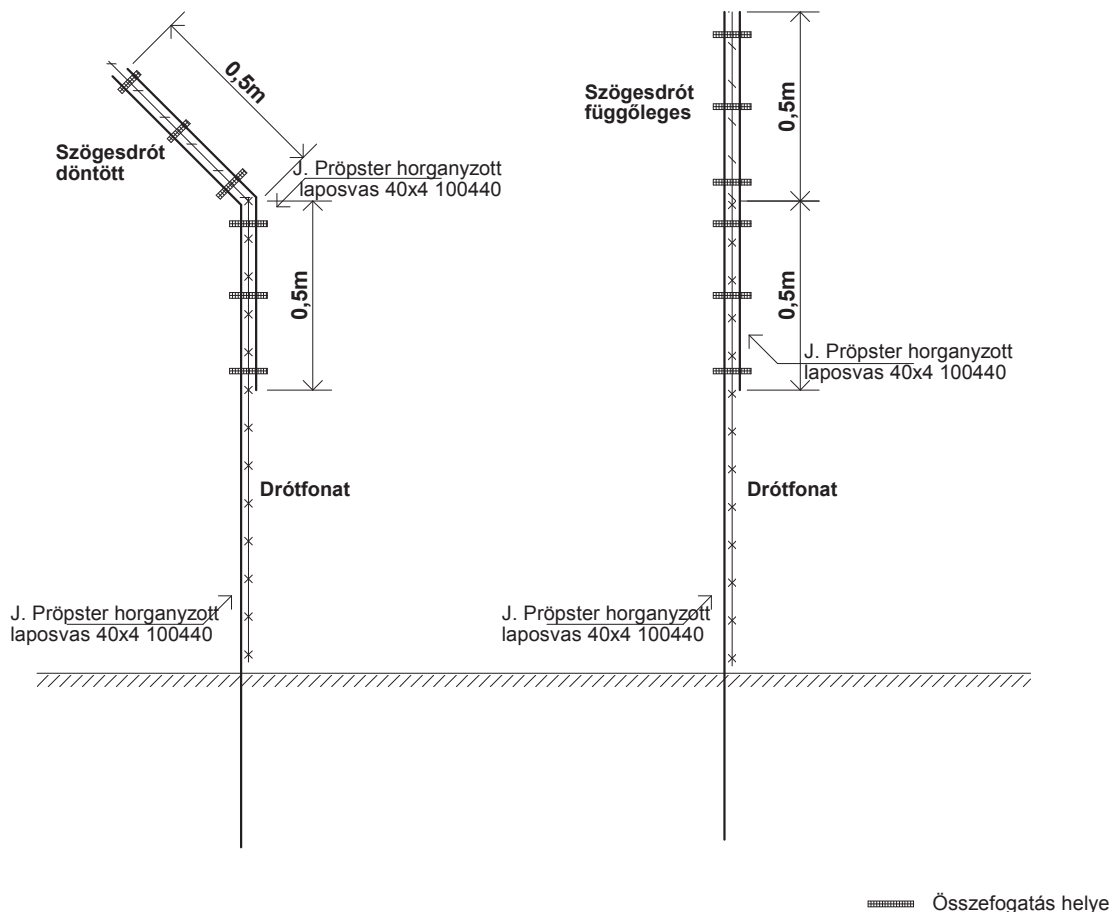 0,5m
Szögesdrót
döntött
J. Pröpster horganyzott
laposvas 40x4 100440
0,5m
Drótfonat
J. Pröpster horganyzott
laposvas 40x4 100440
Szögesdrót
függőleges
0,5m
0,5m
J. Pröpster horganyzott
laposvas 40x4 100440
Drótfonat
J. Pröpster horganyzott
laposvas 40x4 100440
Összefogatás helye